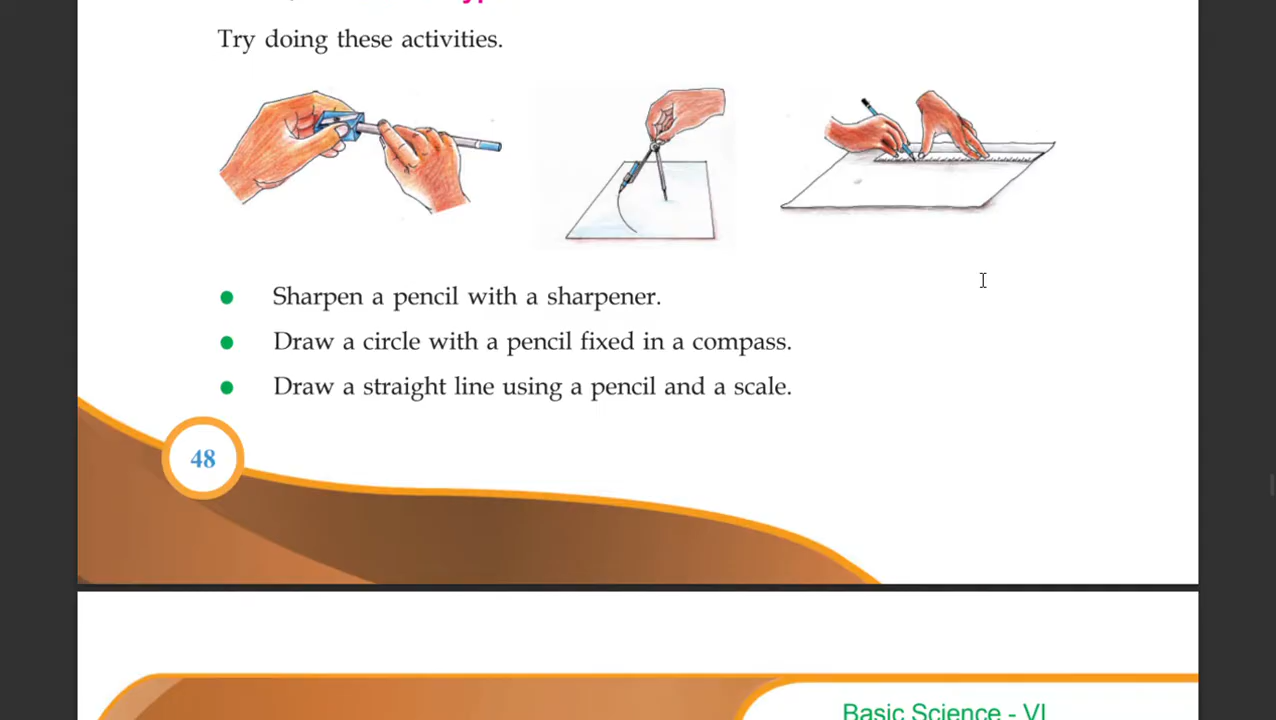 Try doing these activities.
Sharpen a pencil with a sharpener.
Draw a circle with a pencil fixed in a compass.
Draw a straight line using a pencil and a scale.
48
Basic Science - VI